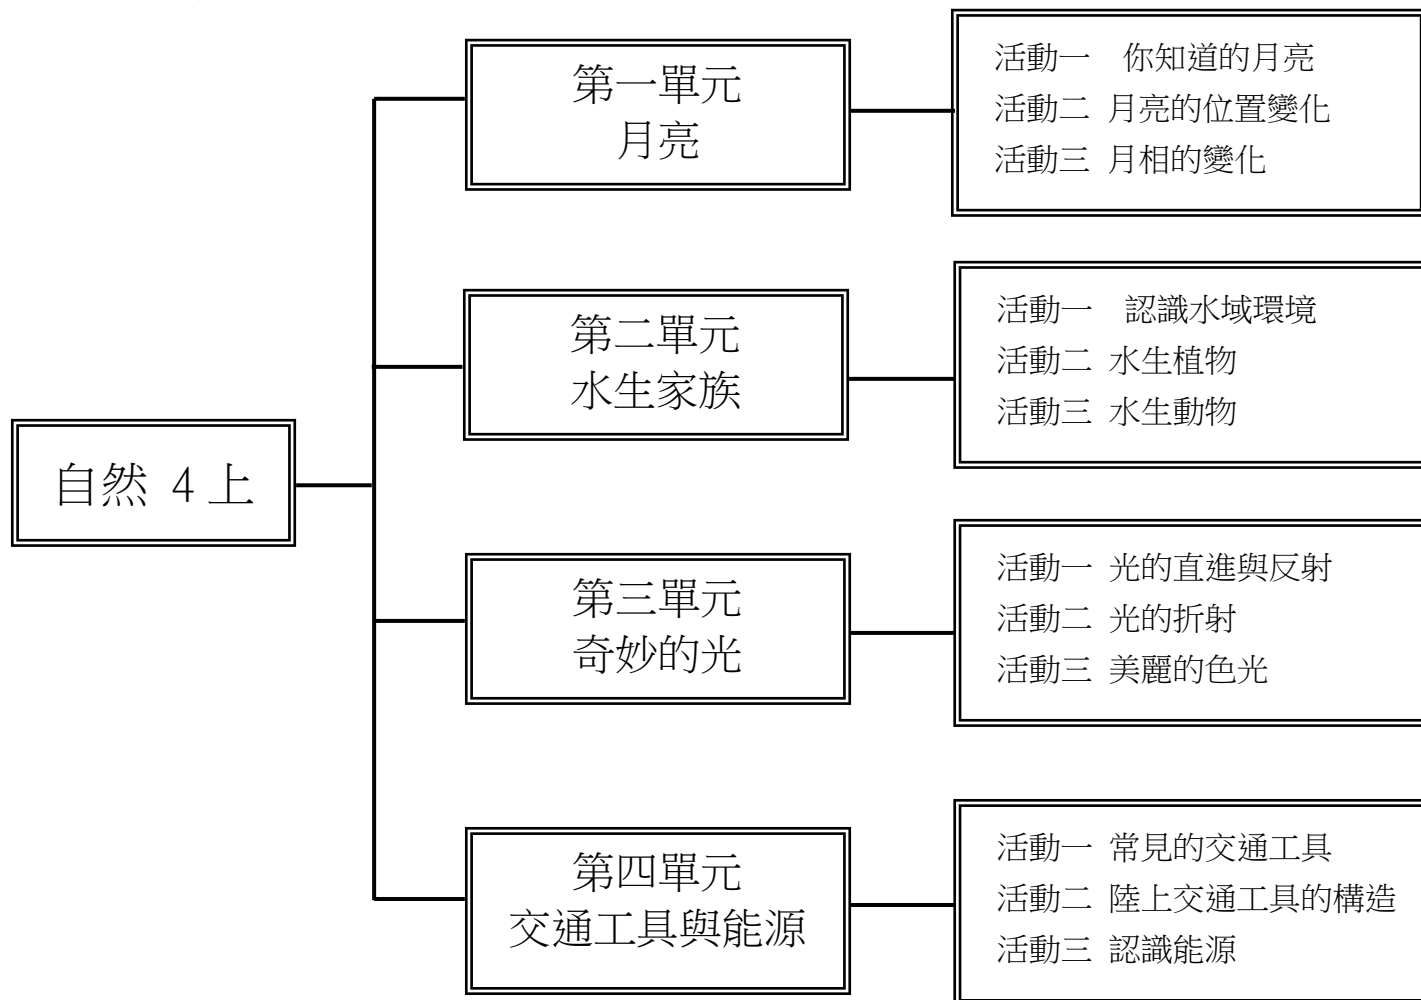 自然 4上
第一單元
月亮
活動一 你知道的月亮
活動二 月亮的位置變化
活動三 月相的變化
第二單元
水生家族
活動一 認識水域環境
活動二 水生植物
活動三 水生動物
第三單元
奇妙的光
活動一 光的直進與反射
活動二 光的折射
活動三 美麗的色光
第四單元
交通工具與能源
活動一 常見的交通工具
活動二 陸上交通工具的構造
活動三 認識能源